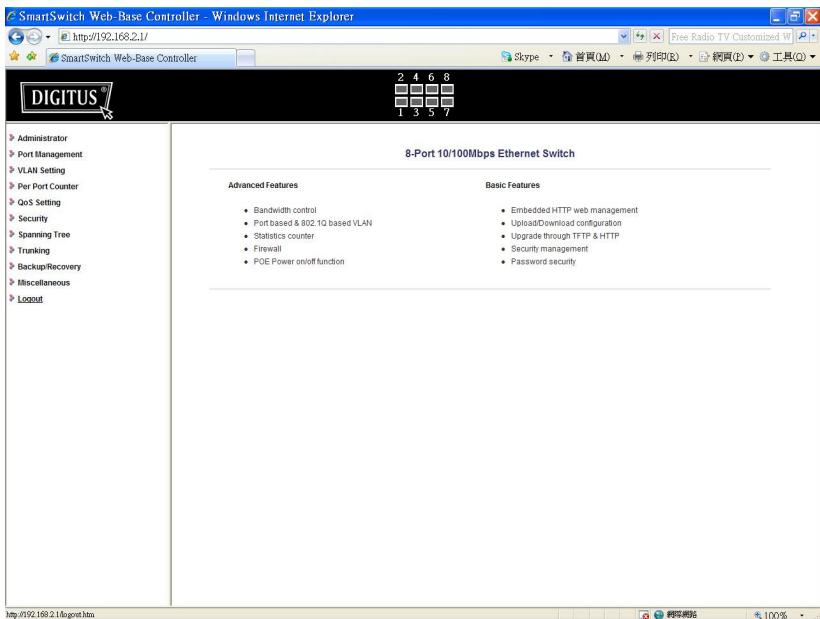 SmartSwitch Web-Base Controller - Windows Internet Explorer
http://192.168.2.1/
Free Radio TV Customized W
SmartSwitch Web-Base Controller
Skype
首頁(M)
列印(R)
網頁(P)
工具(O)
DIGITUS®
2 4 6 8
1 3 5 7
Administrator
Port Management
VLAN Setting
Per Port Counter
QoS Setting
Security
Spanning Tree
Trunking
Backup/Recovery
Miscellaneous
Logout
8-Port 10/100Mbps Ethernet Switch
Advanced Features
Bandwidth control
Port based & 802.1Q based VLAN
Statistics counter
Firewall
POE Power on/off function
Basic Features
Embedded HTTP web management
Upload/Download configuration
Upgrade through TFTP & HTTP
Security management
Password security
http://192.168.2.1/logout.htm
網際網路
100%